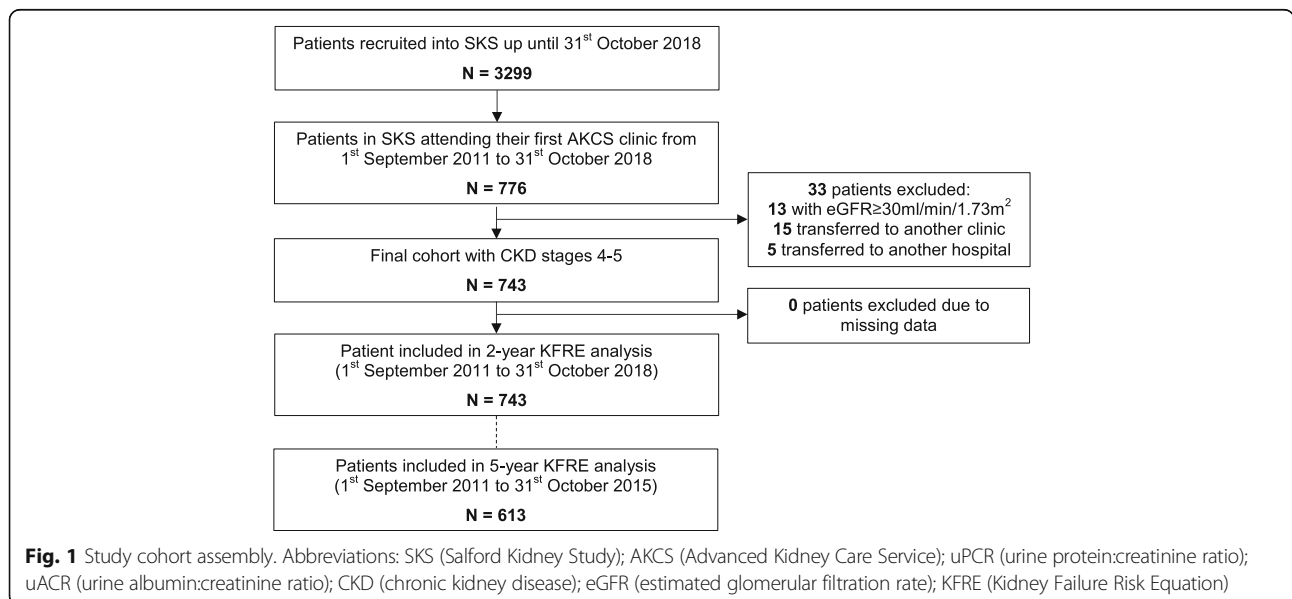 Patients recruited into SKS up until 31st October 2018
N = 3299
Patients in SKS attending their first AKCS clinic from
1st September 2011 to 31st October 2018
N = 776
33 patients excluded:
13 with eGFR≥30ml/min/1.73m2
15 transferred to another clinic
5 transferred to another hospital
Final cohort with CKD stages 4-5
N = 743
0 patients excluded due to
missing data
Patient included in 2-year KFRE analysis
(1st September 2011 to 31st October 2018)
N = 743
Patients included in 5-year KFRE analysis
(1st September 2011 to 31st October 2015)
N = 613
Fig. 1 Study cohort assembly. Abbreviations: SKS (Salford Kidney Study); AKCS (Advanced Kidney Care Service); uPCR (urine protein:creatinine ratio);
uACR (urine albumin:creatinine ratio); CKD (chronic kidney disease); eGFR (estimated glomerular filtration rate); KFRE (Kidney Failure Risk Equation)